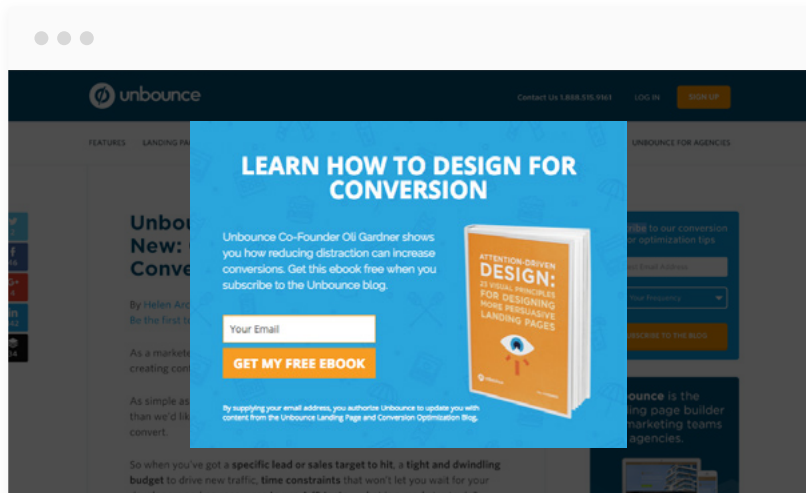 unbounce
Contact Us 1.888.515.9161
LOG IN
SIGN UP
FEATURES
LANDING
UNBOUNCE FOR AGENCIES
LEARN HOW TO DESIGN FOR
CONVERSION
Unbounce Co-Founder Oli Gardner shows
you how reducing distraction can increase
conversions. Get this ebook free when you
subscribe to the Unbounce blog.
Your Email
GET MY FREE EBOOK
By supplying your email address, you authorize Unbounce to update you with
content from the Unbounce Landing Page and Conversion Optimization Blog.
ATTENTION-DRIVEN
DESIGN:
23 VISUAL PRINCIPLES
FOR DESIGNING
MORE PERSUASIVE
LANDING PAGES
unbounce
New:
Conve
By Helen
Be the first
As a markete
creating
As simple as
than we'd
convert.
So when you've got a specific lead or sales target to hit, a tight and dwindling
budget to drive new traffic, time constraints that won't let you wait for your
to our conversion
optimization tips
Email Address
Your Frequency
SUBSCRIBE TO THE BLOG
ounce is the
page builder
marketing teams
agencies.